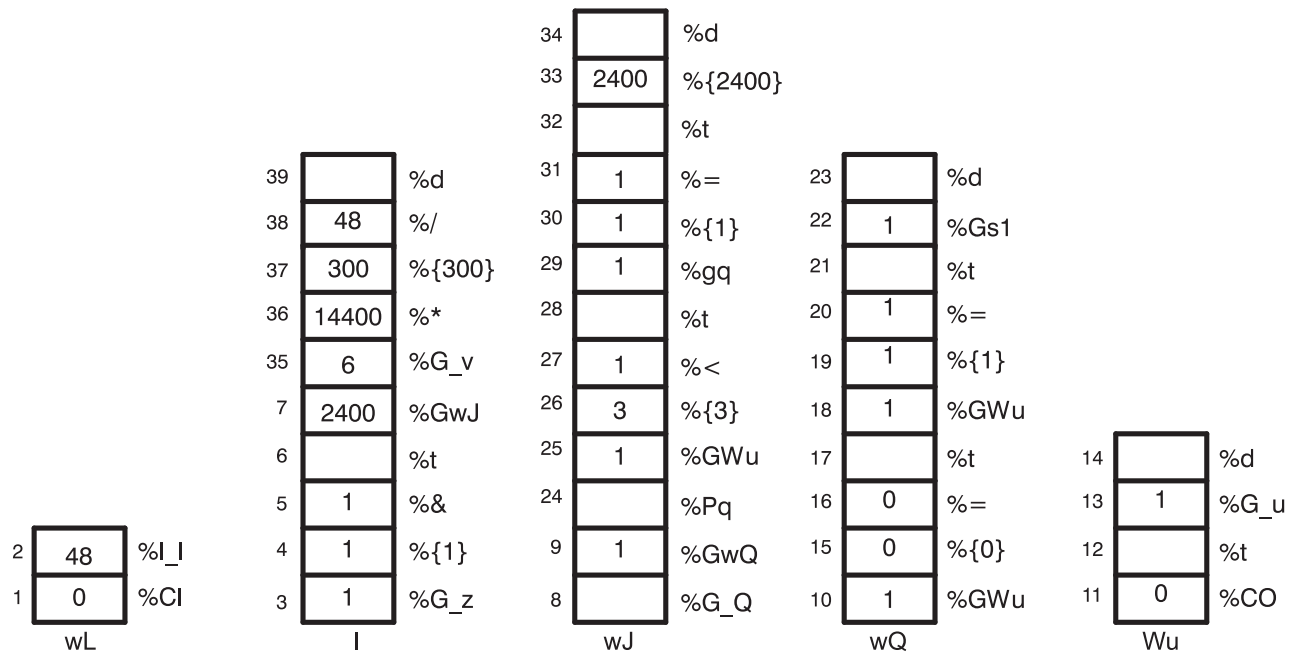 34 %d
33 2400 %{2400}
32 %t
39 %d 31 1 %= 23 %d
38 48 %/ 30 1 %{1} 22 1 %Gs1
37 300 %{300} 29 1 %gq 21 %t
36 14400 %* 28 %t 20 1 %=
35 6 %G_v 27 1 %< 19 1 %{1}
7 2400 %GwJ 26 3 %{3} 18 1 %GWu
6 %t 25 1 %GWu 17 %t 14 %d
5 1 %& 24 %Pq 16 0 %= 13 1 %G_u
2 48 %I_I 4 1 %{1} 9 1 %GwQ 15 0 %{0} 12 %t
1 0 %CI 3 1 %G_z 8 %G_Q 10 1 %GWu 11 0 %CO
wL I wJ wQ Wu